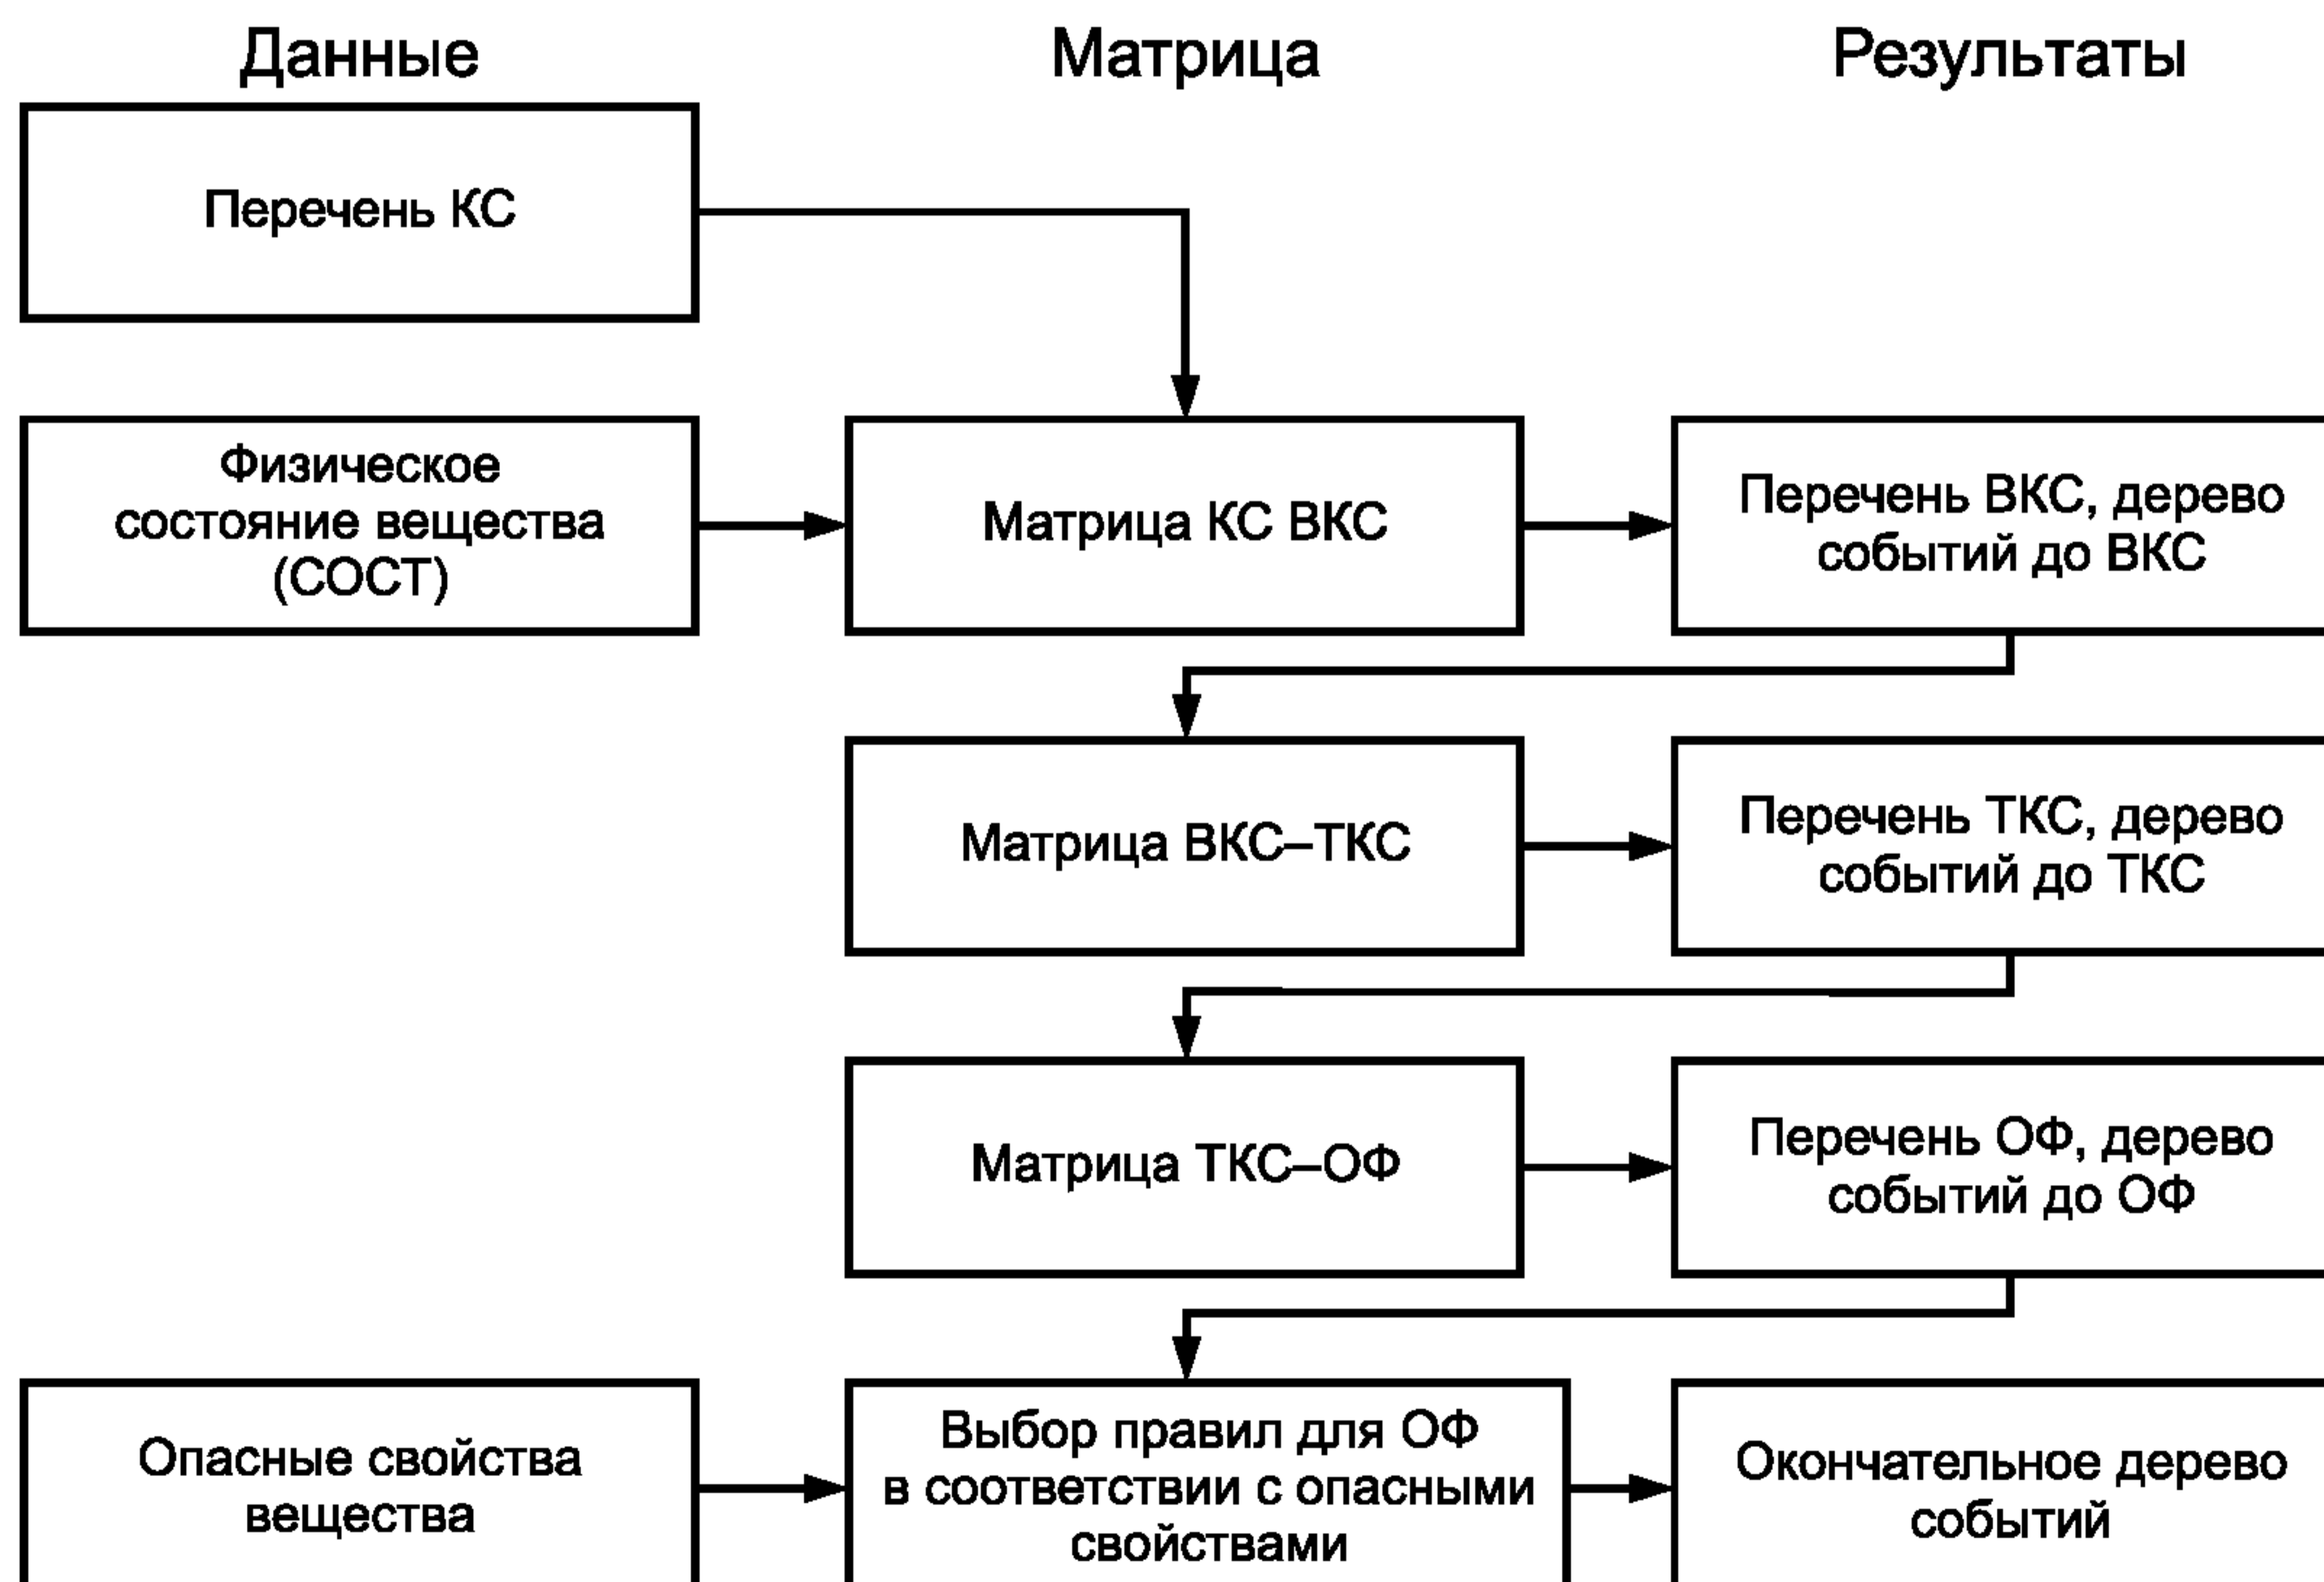 Данные
Матрица
Результаты
Перечень КС
Физическое
состояние вещества
(СОСТ)
Матрица КС ВКС
Перечень ВКС, дерево
событий до ВКС
Матрица ВКС–ТКС
Перечень ТКС, дерево
событий до ТКС
Матрица ТКС–ОФ
Перечень ОФ, дерево
событий до ОФ
Опасные свойства
вещества
Выбор правил для ОФ
в соответствии с опасными
свойствами
Окончательное дерево
событий